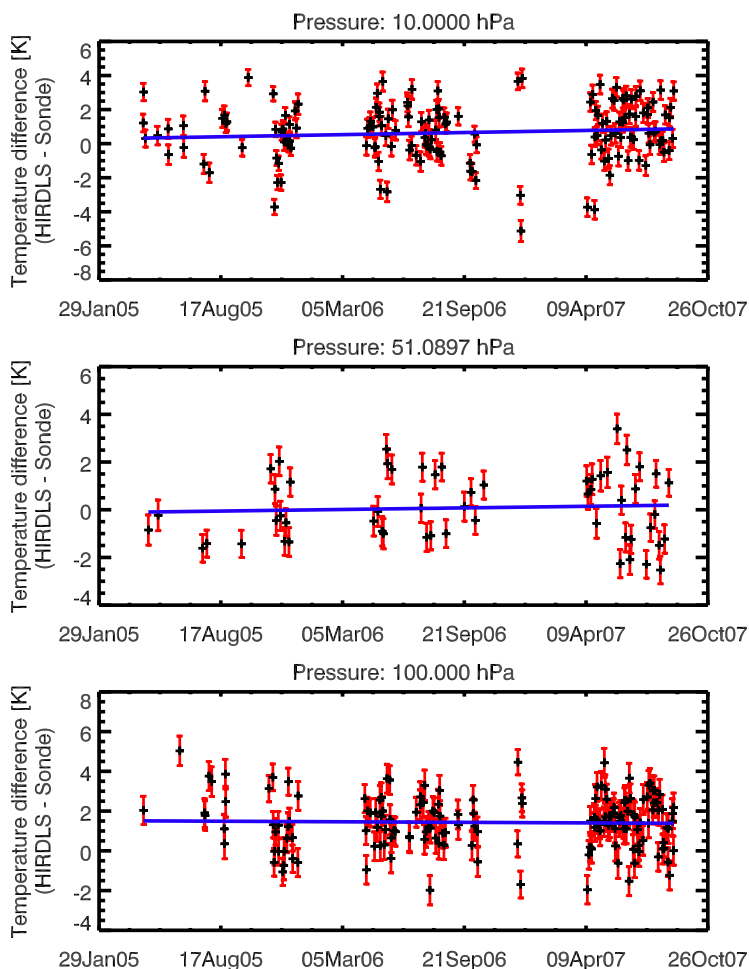 Pressure: 10.0000 hPa
Temperature difference [K]
(HIRDLS - Sonde)
6
4
2
0
-2
-4
-6
-8
29Jan05 17Aug05 05Mar06 21Sep06 09Apr07 26Oct07
Pressure: 51.0897 hPa
Temperature difference [K]
(HIRDLS - Sonde)
6
4
2
0
-2
-4
29Jan05 17Aug05 05Mar06 21Sep06 09Apr07 26Oct07
Pressure: 100.000 hPa
Temperature difference [K]
(HIRDLS - Sonde)
8
6
4
2
0
-2
-4
29Jan05 17Aug05 05Mar06 21Sep06 09Apr07 26Oct07